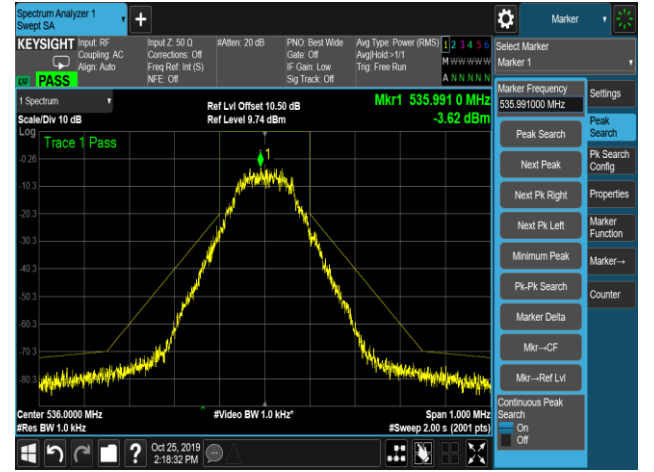 Spectrum Analyzer 1
Swept SA
+
Marker
KEYSIGHT
Input: RF
Coupling: AC
Align: Auto
Input Z: 50 Ω
Corrections: Off
Freq Ref: Int (S)
NFE: Off
#Atten: 20 dB
PNO: Best Wide
Gate: Off
IF Gain: Low
Sig Track: Off
Avg Type: Power (RMS)
Avg|Hold:>1/1
Trig: Free Run
1 2 3 4 5 6
M W W W W W
A N N N N N
PASS
Select Marker
Marker 1
1 Spectrum
Scale/Div 10 dB
Ref Lvl Offset 10.50 dB
Ref Level 9.74 dBm
Mkr1 535.991 0 MHz
-3.62 dBm
Log
Trace 1 Pass
1
-0.26
-10.3
-20.3
-30.3
-40.3
-50.3
-60.3
-70.3
-80.3
Center 536.0000 MHz
#Res BW 1.0 kHz
#Video BW 1.0 kHz*
Span 1.000 MHz
#Sweep 2.00 s (2001 pts)
Marker Frequency
535.991000 MHz
Peak Search
Next Peak
Next Pk Right
Next Pk Left
Minimum Peak
Pk-Pk Search
Marker Delta
Mkr→CF
Mkr→Ref Lvl
Continuous Peak
Search
On
Off
Settings
Peak
Search
Pk Search
Config
Properties
Marker
Function
Marker→
Counter
?
Oct 25, 2019
2:18:32 PM